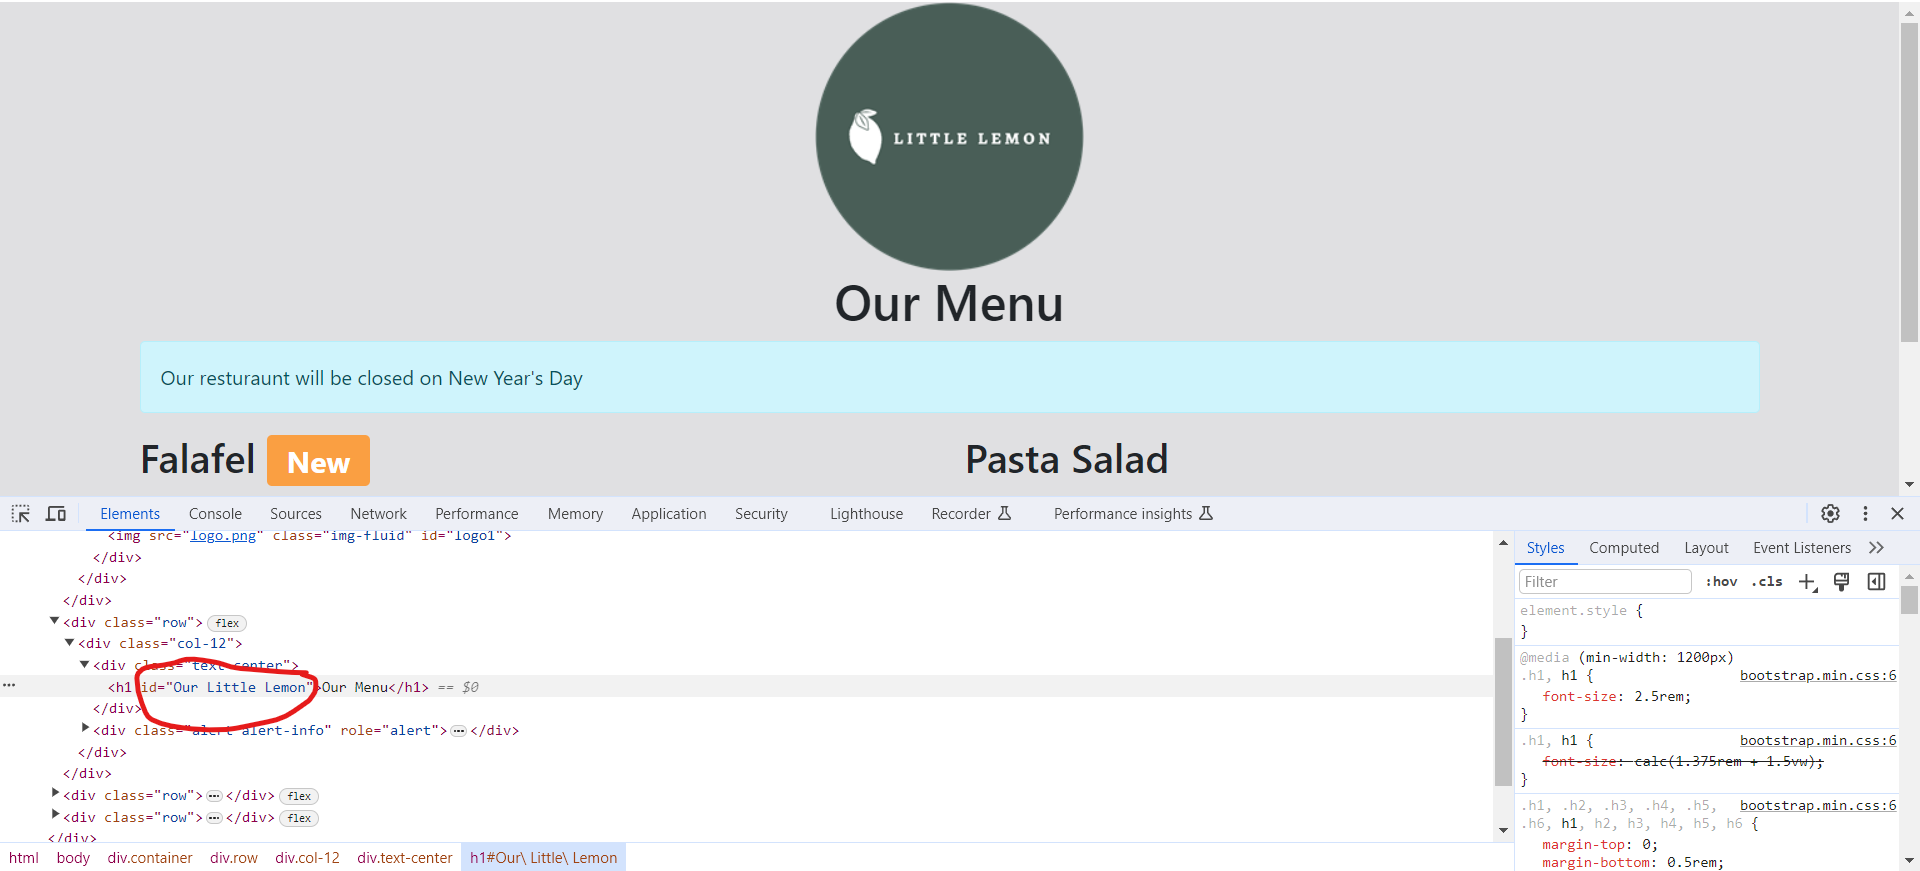 LITTLE LEMON
Our Menu
Our resturaunt will be closed on New Year's Day
Falafel New
Pasta Salad
Elements Console Sources Network Performance Memory Application Security Lighthouse Recorder Performance insights
<img src="logo.png" class="img-fluid" id="logo1">
</div>
</div>
</div>
<div class="row"> flex
<div class="col-12">
<div class="text-center">
<h1 id="Our Little Lemon">Our Menu</h1> == $0
</div>
<div class="alert alert-info" role="alert"> … </div>
</div>
</div>
<div class="row"> … </div> flex
<div class="row"> … </div> flex
</div>
html body div.container div.row div.col-12 div.text-center h1#Our\ Little\ Lemon
Styles Computed Layout Event Listeners >>
Filter :hov .cls +
element.style {
}
@media (min-width: 1200px)
.h1, h1 { bootstrap.min.css:6
font-size: 2.5rem;
}
.h1, h1 { bootstrap.min.css:6
font-size: calc(1.375rem + 1.5vw);
}
.h1, .h2, .h3, .h4, .h5, bootstrap.min.css:6
.h6, h1, h2, h3, h4, h5, h6 {
margin-top: 0;
margin-bottom: 0.5rem;